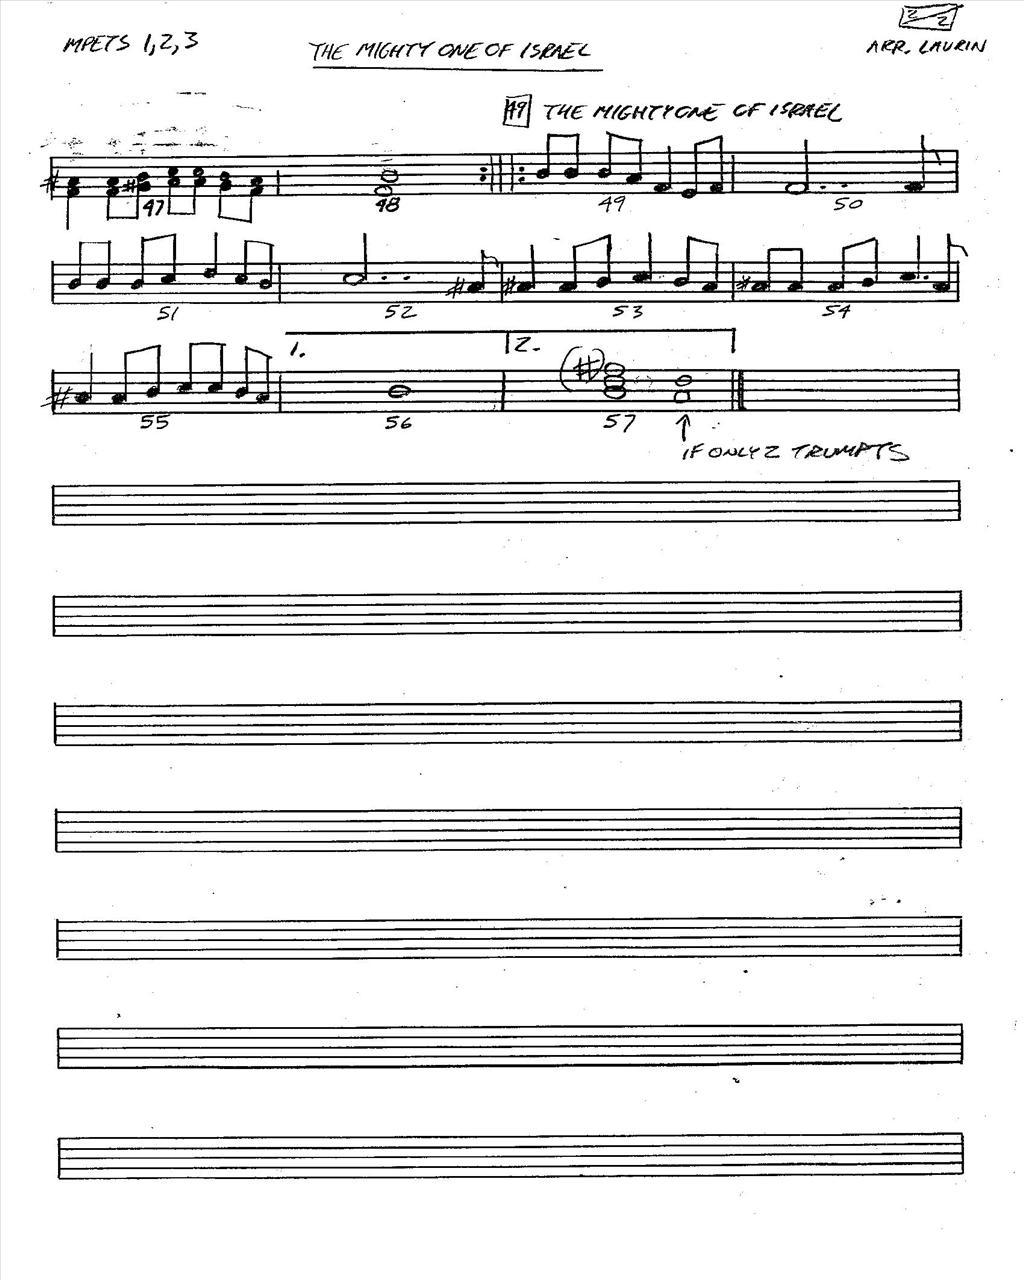 2/2
MPETS 1,2,3
THE MIGHTY ONE OF ISRAEL
ARR. LAURIN
49 THE MIGHTY ONE OF ISRAEL
47 48 49 50
51 52 53 54
1. 2.
55 56 57
IF ONLY 2 TRUMPTS